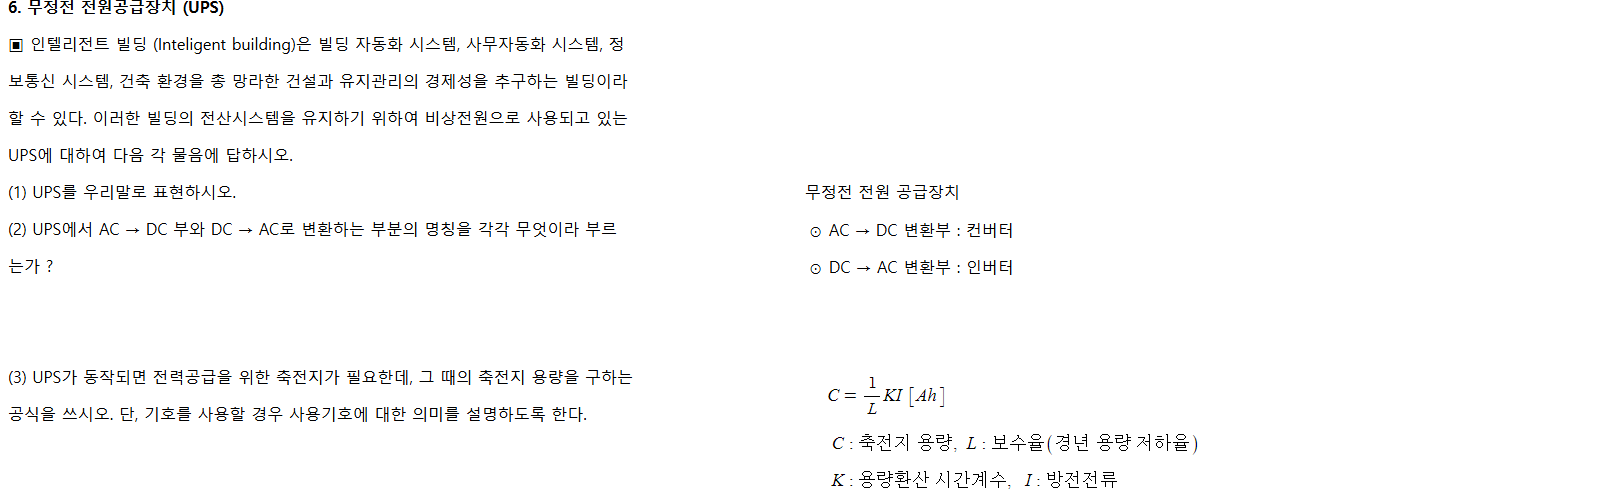 6. 무정전 전원공급장치 (UPS)
▣ 인텔리전트 빌딩 (Inteligent building)은 빌딩 자동화 시스템, 사무자동화 시스템, 정
보통신 시스템, 건축 환경을 총 망라한 건설과 유지관리의 경제성을 추구하는 빌딩이라
할 수 있다. 이러한 빌딩의 전산시스템을 유지하기 위하여 비상전원으로 사용되고 있는
UPS에 대하여 다음 각 물음에 답하시오.
(1) UPS를 우리말로 표현하시오.
무정전 전원 공급장치
(2) UPS에서 AC → DC 부와 DC → AC로 변환하는 부분의 명칭을 각각 무엇이라 부르
는가 ?
⊙ AC → DC 변환부 : 컨버터
⊙ DC → AC 변환부 : 인버터
(3) UPS가 동작되면 전력공급을 위한 축전지가 필요한데, 그 때의 축전지 용량을 구하는
공식을 쓰시오. 단, 기호를 사용할 경우 사용기호에 대한 의미를 설명하도록 한다.
C = 1/L KI [Ah]
C : 축전지 용량, L : 보수율(경년 용량 저하율)
K : 용량환산 시간계수, I : 방전전류